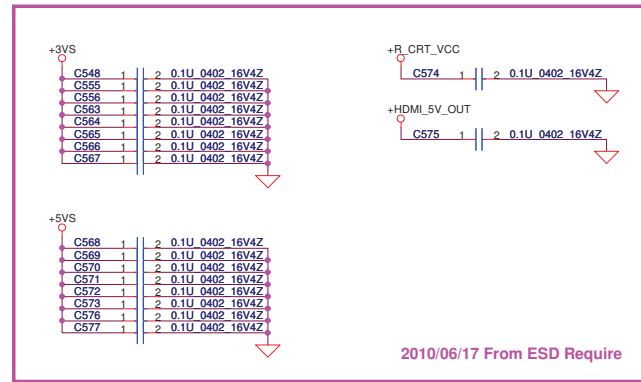 +3VS
C548 1 2 0.1U_0402_16V4Z
C555 1 2 0.1U_0402_16V4Z
C556 1 2 0.1U_0402_16V4Z
C563 1 2 0.1U_0402_16V4Z
C564 1 2 0.1U_0402_16V4Z
C565 1 2 0.1U_0402_16V4Z
C566 1 2 0.1U_0402_16V4Z
C567 1 2 0.1U_0402_16V4Z
+R_CRT_VCC
C574 1 2 0.1U_0402_16V4Z
+HDMI_5V_OUT
C575 1 2 0.1U_0402_16V4Z
+5VS
C568 1 2 0.1U_0402_16V4Z
C569 1 2 0.1U_0402_16V4Z
C570 1 2 0.1U_0402_16V4Z
C571 1 2 0.1U_0402_16V4Z
C572 1 2 0.1U_0402_16V4Z
C573 1 2 0.1U_0402_16V4Z
C576 1 2 0.1U_0402_16V4Z
C577 1 2 0.1U_0402_16V4Z
2010/06/17 From ESD Require